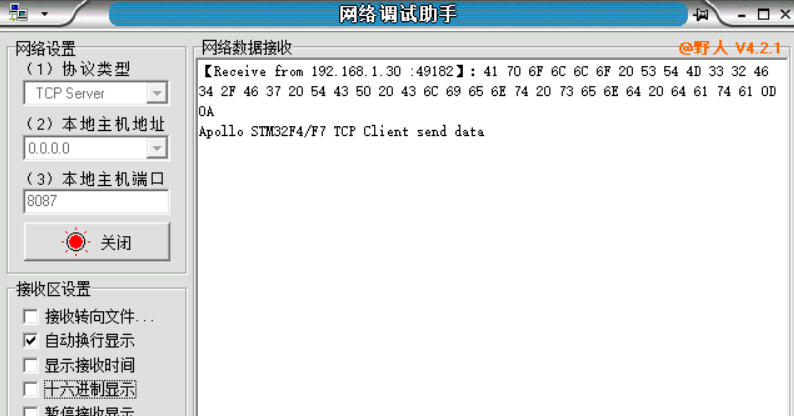 网络调试助手
网络设置
(1) 协议类型
TCP Server
(2) 本地主机地址
0.0.0.0
(3) 本地主机端口
8087
关闭
接收区设置
接收转向文件...
自动换行显示
显示接收时间
十六进制显示
暂停接收显示
网络数据接收
@野人 V4.2.1
【Receive from 192.168.1.30 :49182】: 41 70 6F 6C 6C 6F 20 53 54 4D 33 32 46
34 2F 46 37 20 54 43 50 20 43 6C 69 65 6E 74 20 73 65 6E 64 20 64 61 74 61 0D
0A
Apollo STM32F4/F7 TCP Client send data